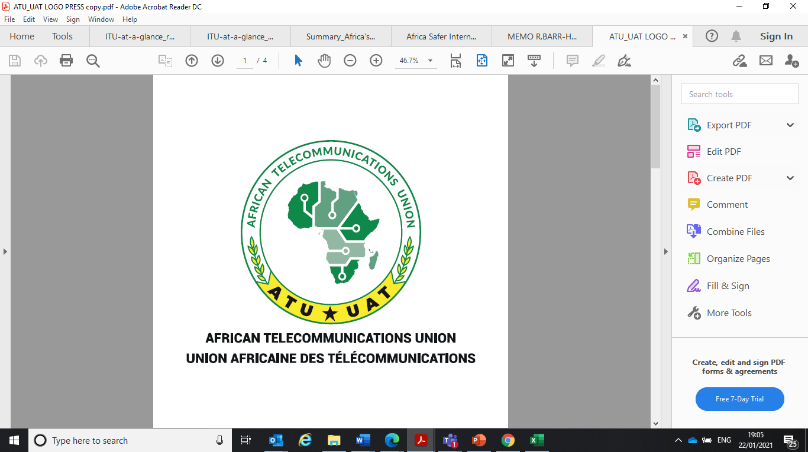 ATU_UAT LOGO PRESS copy.pdf - Adobe Acrobat Reader DC
File Edit View Sign Window Help
Home Tools ITU-at-a-glance_r... ITU-at-a-glance_... Summary_Africa's... Africa Safer Intern... MEMO R.BARR-H... ATU_UAT LOGO ... × Sign In
1 / 4 46.7%
Search tools
Export PDF
Edit PDF
Create PDF
Comment
Combine Files
Organize Pages
Fill & Sign
More Tools
Create, edit and sign PDF
forms & agreements
Free 7-Day Trial
AFRICAN TELECOMMUNICATIONS UNION
ATU ★ UAT
AFRICAN TELECOMMUNICATIONS UNION
UNION AFRICAINE DES TÉLÉCOMMUNICATIONS
Type here to search
ENG
19:05
22/01/2021
25